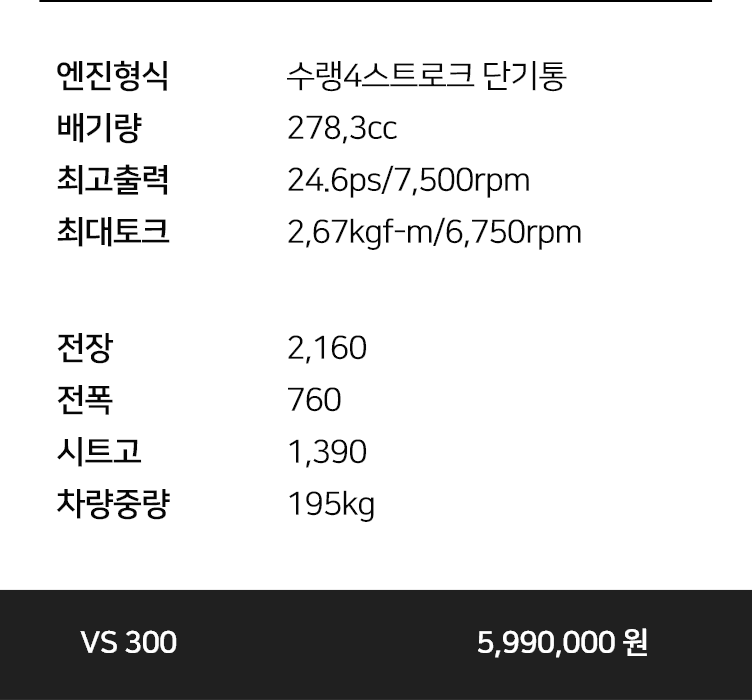 엔진형식 수랭4스트로크 단기통
배기량 278,3cc
최고출력 24.6ps/7,500rpm
최대토크 2,67kgf-m/6,750rpm
전장 2,160
전폭 760
시트고 1,390
차량중량 195kg
VS 300 5,990,000 원